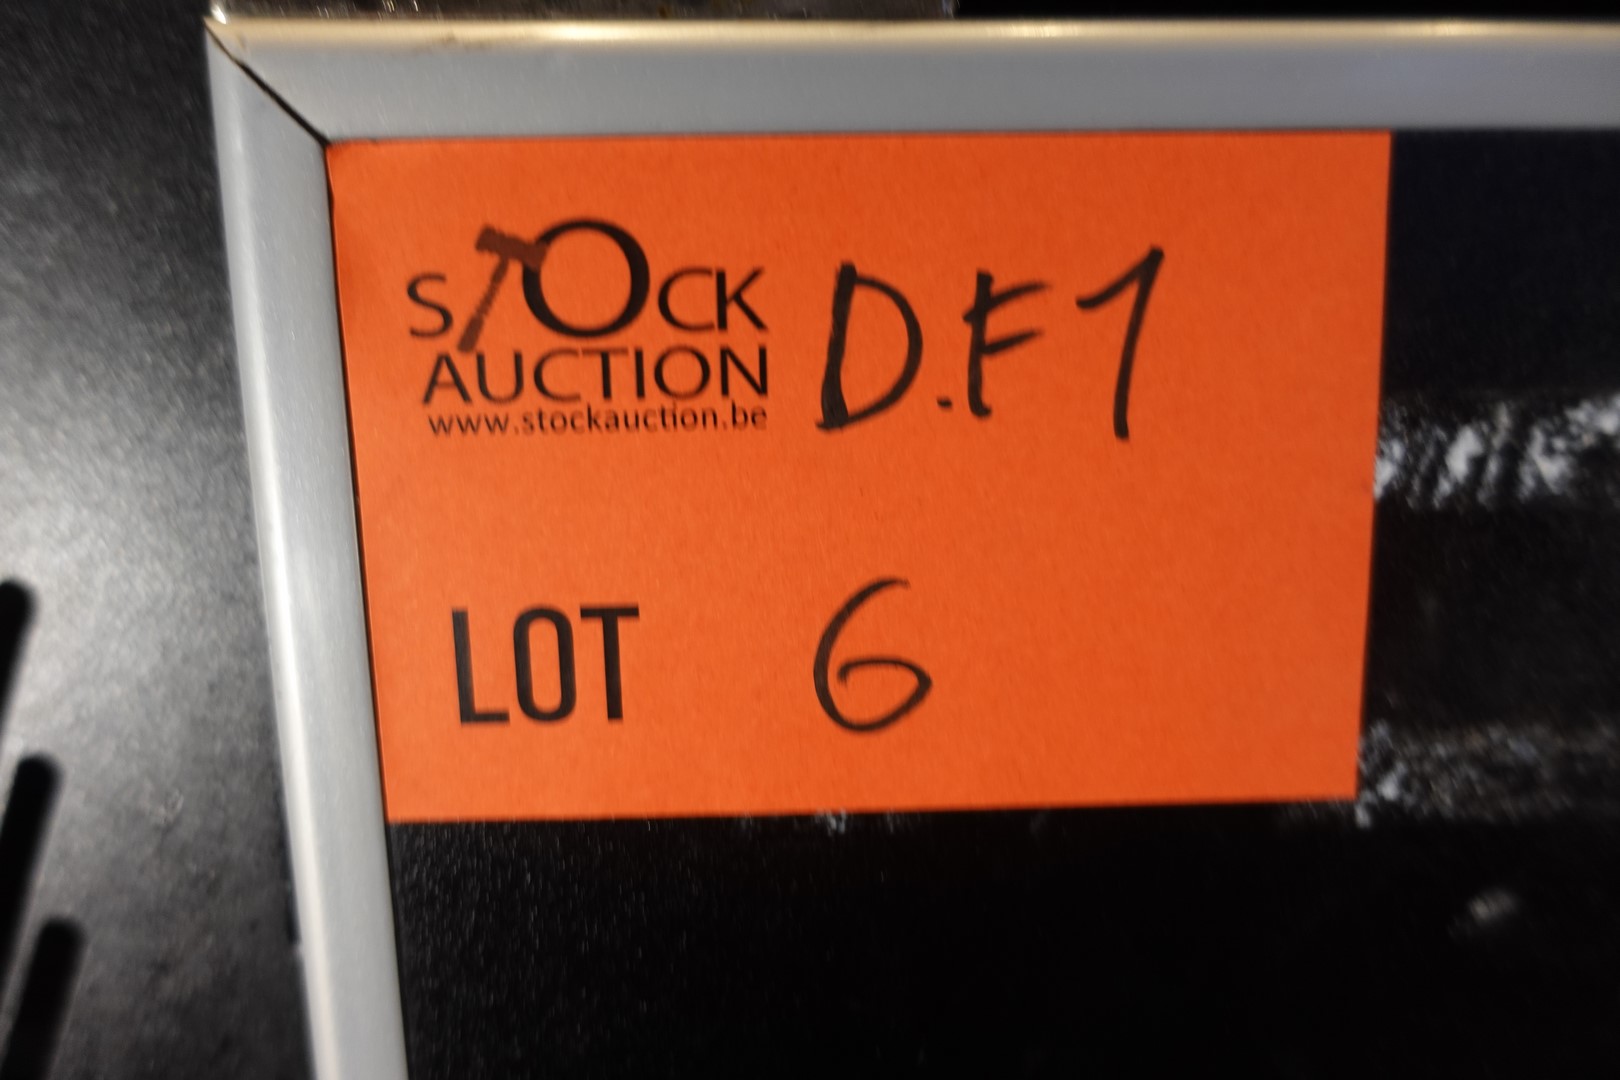 STOCK D.F1
AUCTION
www.stockauction.be
LOT 6